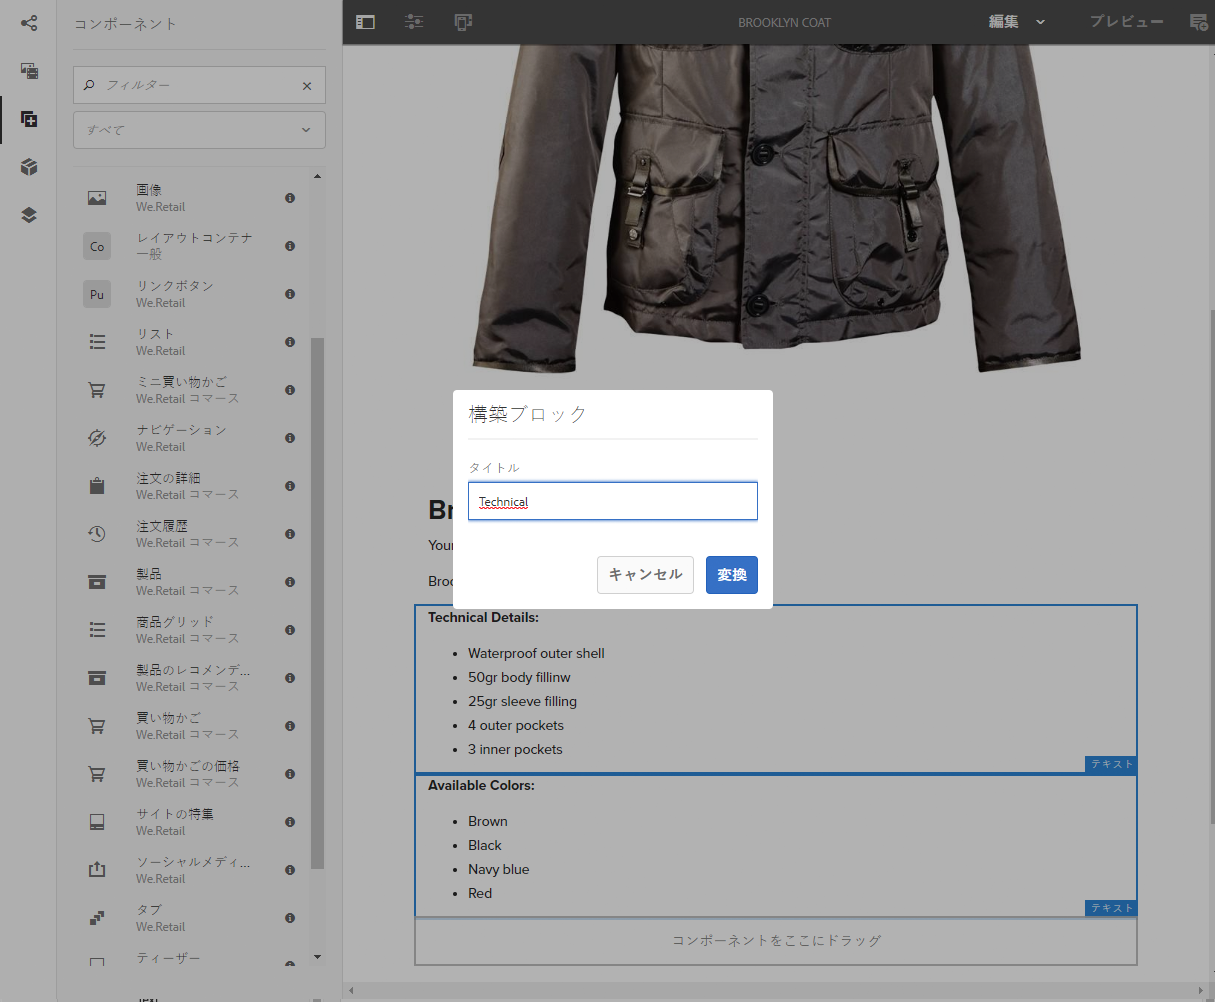 コンポーネント
フィルター
すべて
画像
We.Retail
Co
レイアウトコンテナ
一般
Pu
リンクボタン
We.Retail
リスト
We.Retail
ミニ買い物かご
We.Retail コマース
ナビゲーション
We.Retail
注文の詳細
We.Retail コマース
注文履歴
We.Retail コマース
製品
We.Retail コマース
商品グリッド
We.Retail コマース
製品のレコメンデ...
We.Retail コマース
買い物かご
We.Retail コマース
買い物かごの価格
We.Retail コマース
サイトの特集
We.Retail
ソーシャルメディ...
We.Retail
タブ
We.Retail
ティーザー
BROOKLYN COAT
編集
プレビュー
構築ブロック
タイトル
Technical
キャンセル
変換
Technical Details:
• Waterproof outer shell
• 50gr body fillinw
• 25gr sleeve filling
• 4 outer pockets
• 3 inner pockets
テキスト
Available Colors:
• Brown
• Black
• Navy blue
• Red
テキスト
コンポーネントをここにドラッグ